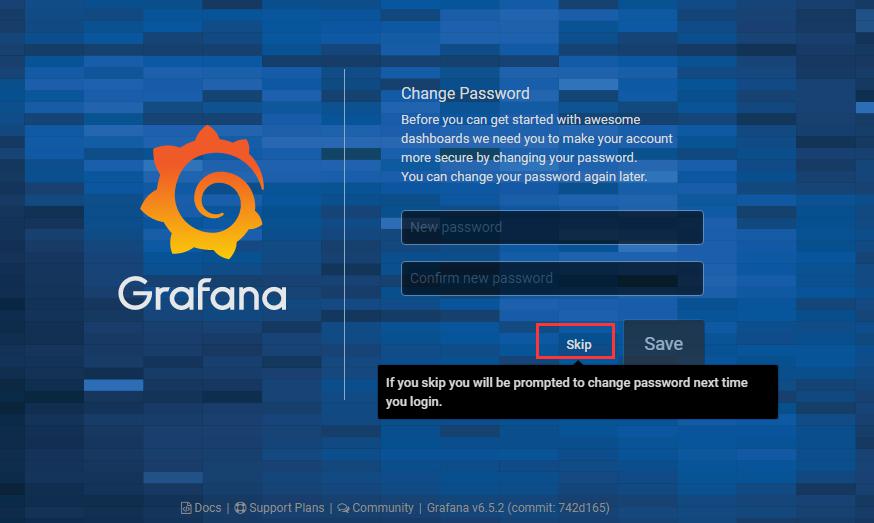 Grafana
Change Password
Before you can get started with awesome
dashboards we need you to make your account
more secure by changing your password.
You can change your password again later.
New password
Confirm new password
Skip
Save
If you skip you will be prompted to change password next time
you login.
Docs | Support Plans | Community | Grafana v6.5.2 (commit: 742d165)